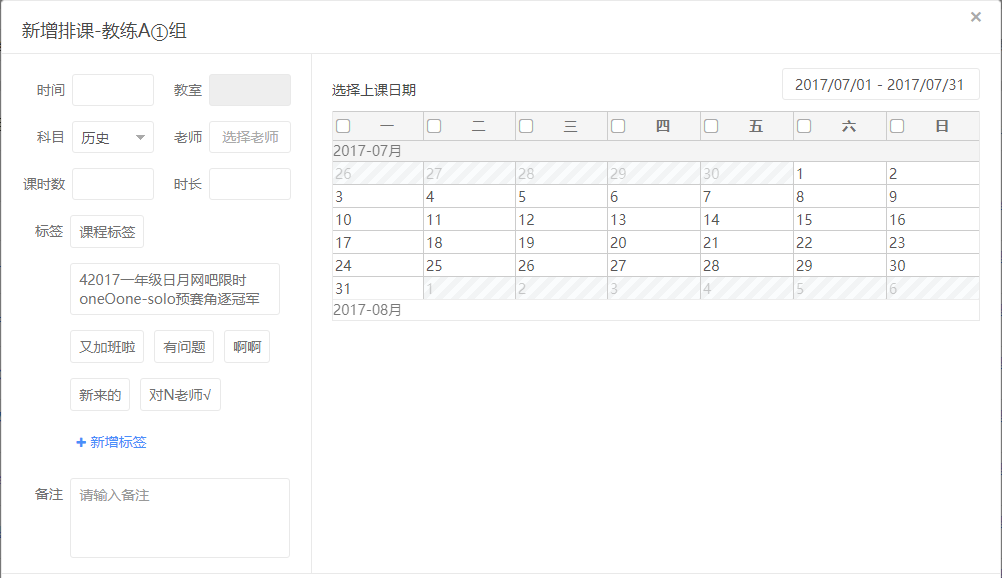 新增排课-教练A①组
×
时间
教室
科目 历史
老师 选择老师
课时数
时长
标签 课程标签
42017一年级日月网吧限时
oneOone-solo预赛角逐冠军
又加班啦 有问题 啊啊
新来的 对N老师√
+ 新增标签
备注 请输入备注
选择上课日期
2017/07/01 - 2017/07/31
一 二 三 四 五 六 日
2017-07月
26 27 28 29 30 1 2
3 4 5 6 7 8 9
10 11 12 13 14 15 16
17 18 19 20 21 22 23
24 25 26 27 28 29 30
31 1 2 3 4 5 6
2017-08月